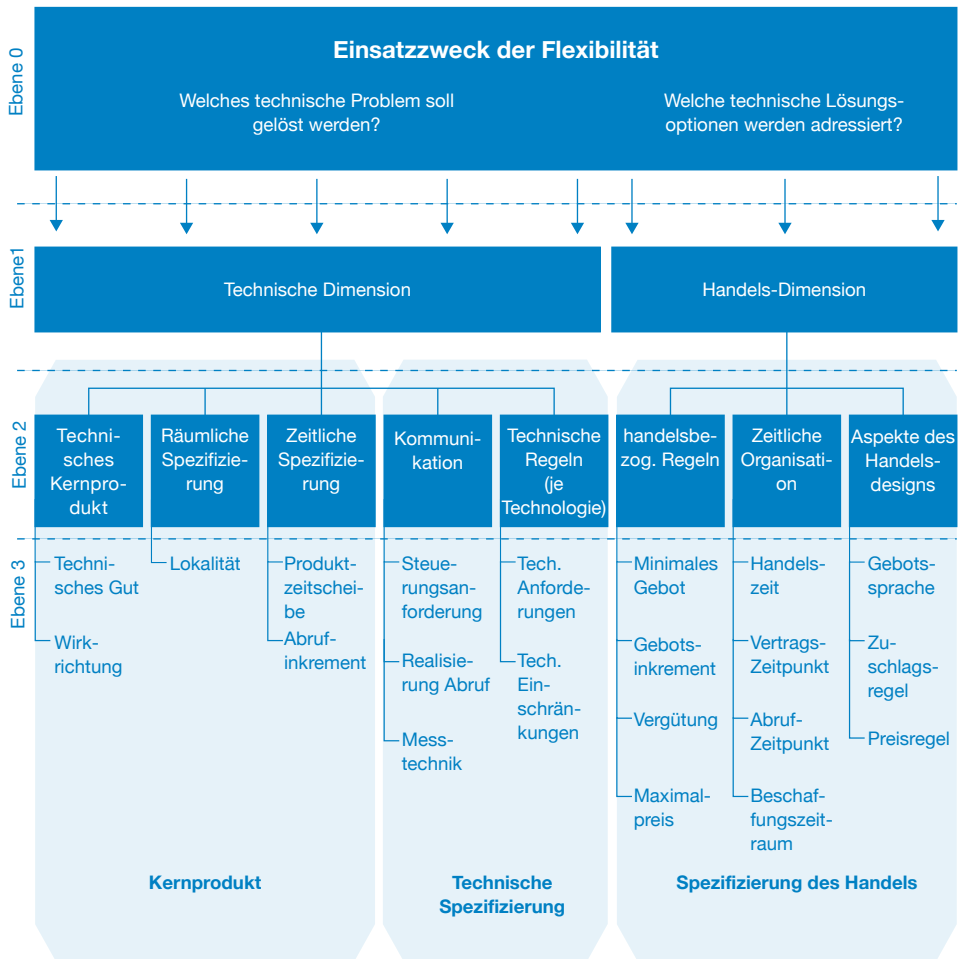 Ebene 0
Einsatzzweck der Flexibilität
Welches technische Problem soll
gelöst werden?
Welche technische Lösungs-
optionen werden adressiert?
Ebene1
Technische Dimension
Handels-Dimension
Ebene 2
Techni-
sches
Kernpro-
dukt
Räumliche
Spezifizie-
rung
Zeitliche
Spezifizie-
rung
Kommuni-
kation
Technische
Regeln
(je
Technologie)
handelsbe-
zog. Regeln
Zeitliche
Organisati-
on
Aspekte des
Handels-
designs
Ebene 3
Techni-
sches Gut
Wirk-
richtung
Lokalität
Produkt-
zeitschei-
be
Abruf-
inkrement
Steue-
rungsan-
forderung
Realisie-
rung Abruf
Mess-
technik
Tech.
Anforde-
rungen
Tech.
Ein-
schrän-
kungen
Minimales
Gebot
Gebots-
inkrement
Vergütung
Maximal-
preis
Handels-
zeit
Vertrags-
Zeitpunkt
Abruf-
Zeitpunkt
Beschaf-
fungszeit-
raum
Gebots-
sprache
Zu-
schlags-
regel
Preisregel
Kernprodukt
Technische
Spezifizierung
Spezifizierung des Handels